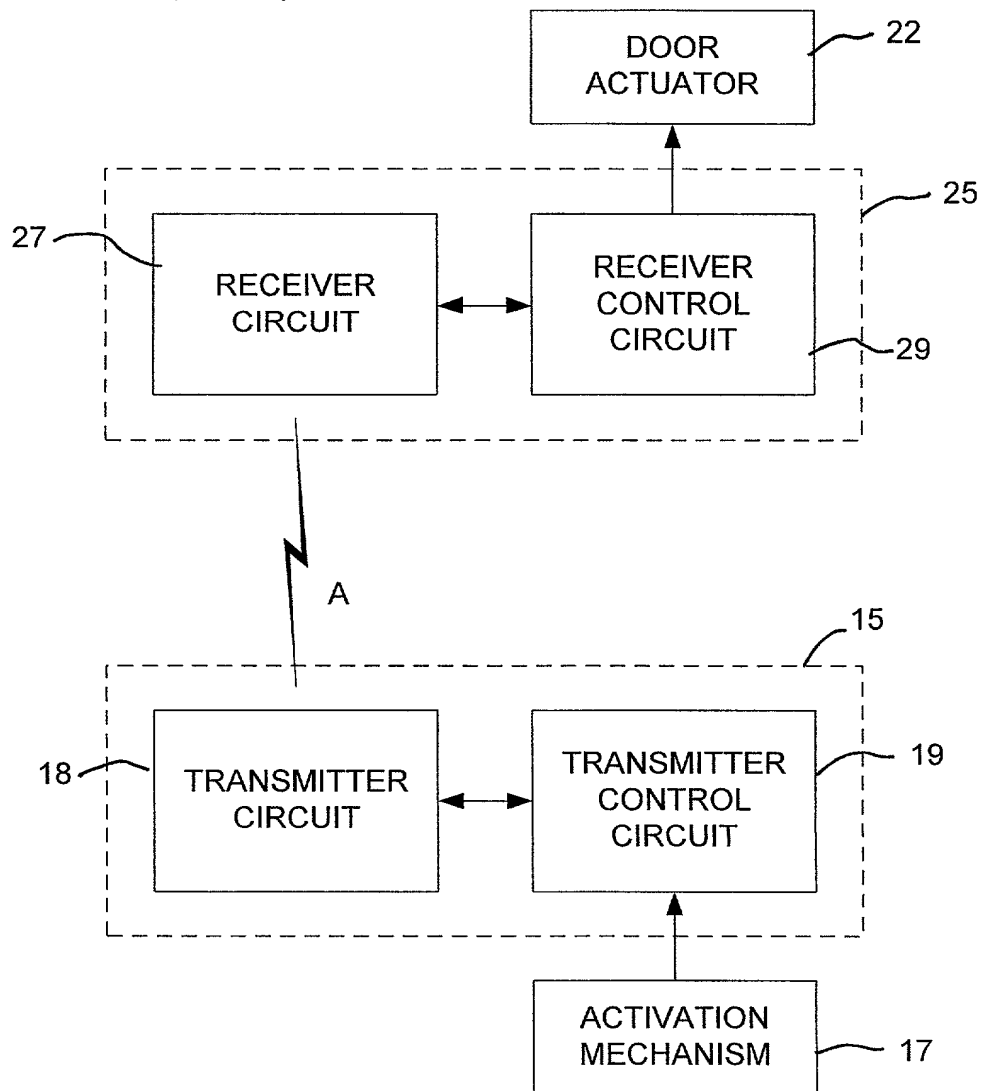 DOOR
ACTUATOR
22
25
27
RECEIVER
CIRCUIT
RECEIVER
CONTROL
CIRCUIT
29
A
15
18
TRANSMITTER
CIRCUIT
TRANSMITTER
CONTROL
CIRCUIT
19
ACTIVATION
MECHANISM
17